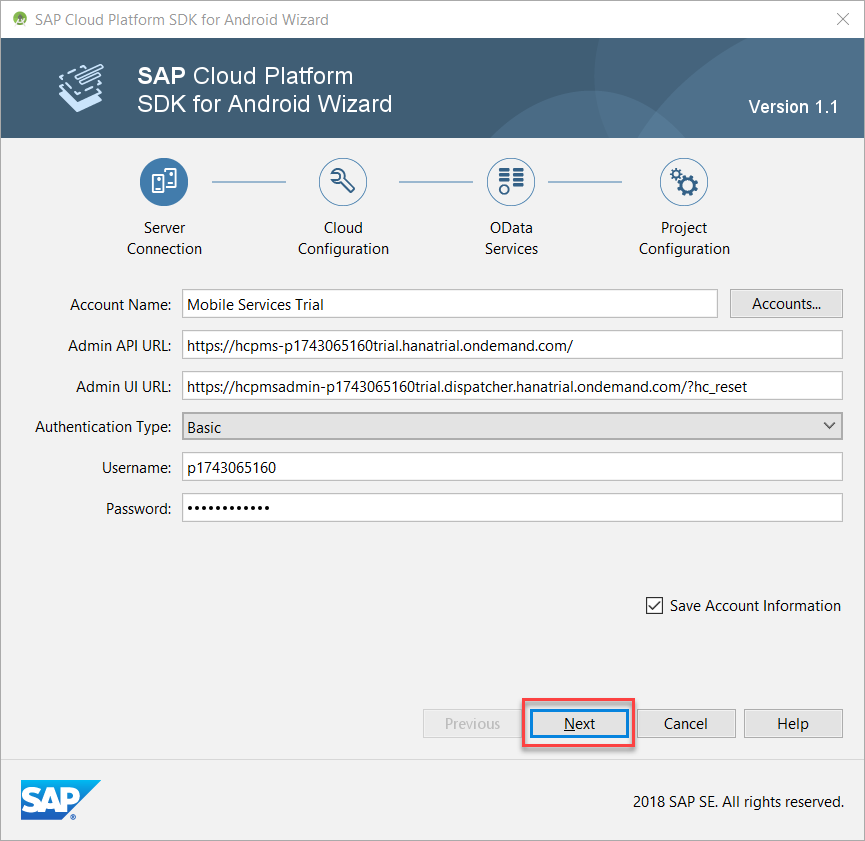 SAP Cloud Platform SDK for Android Wizard
SAP Cloud Platform
SDK for Android Wizard
Version 1.1
Server
Connection
Cloud
Configuration
OData
Services
Project
Configuration
Account Name: Mobile Services Trial Accounts...
Admin API URL: https://hcpms-p1743065160trial.hanatrial.ondemand.com/
Admin UI URL: https://hcpmsadmin-p1743065160trial.dispatcher.hanatrial.ondemand.com/?hc_reset
Authentication Type: Basic
Username: p1743065160
Password: ••••••••••••
Save Account Information
Previous Next Cancel Help
SAP®
2018 SAP SE. All rights reserved.